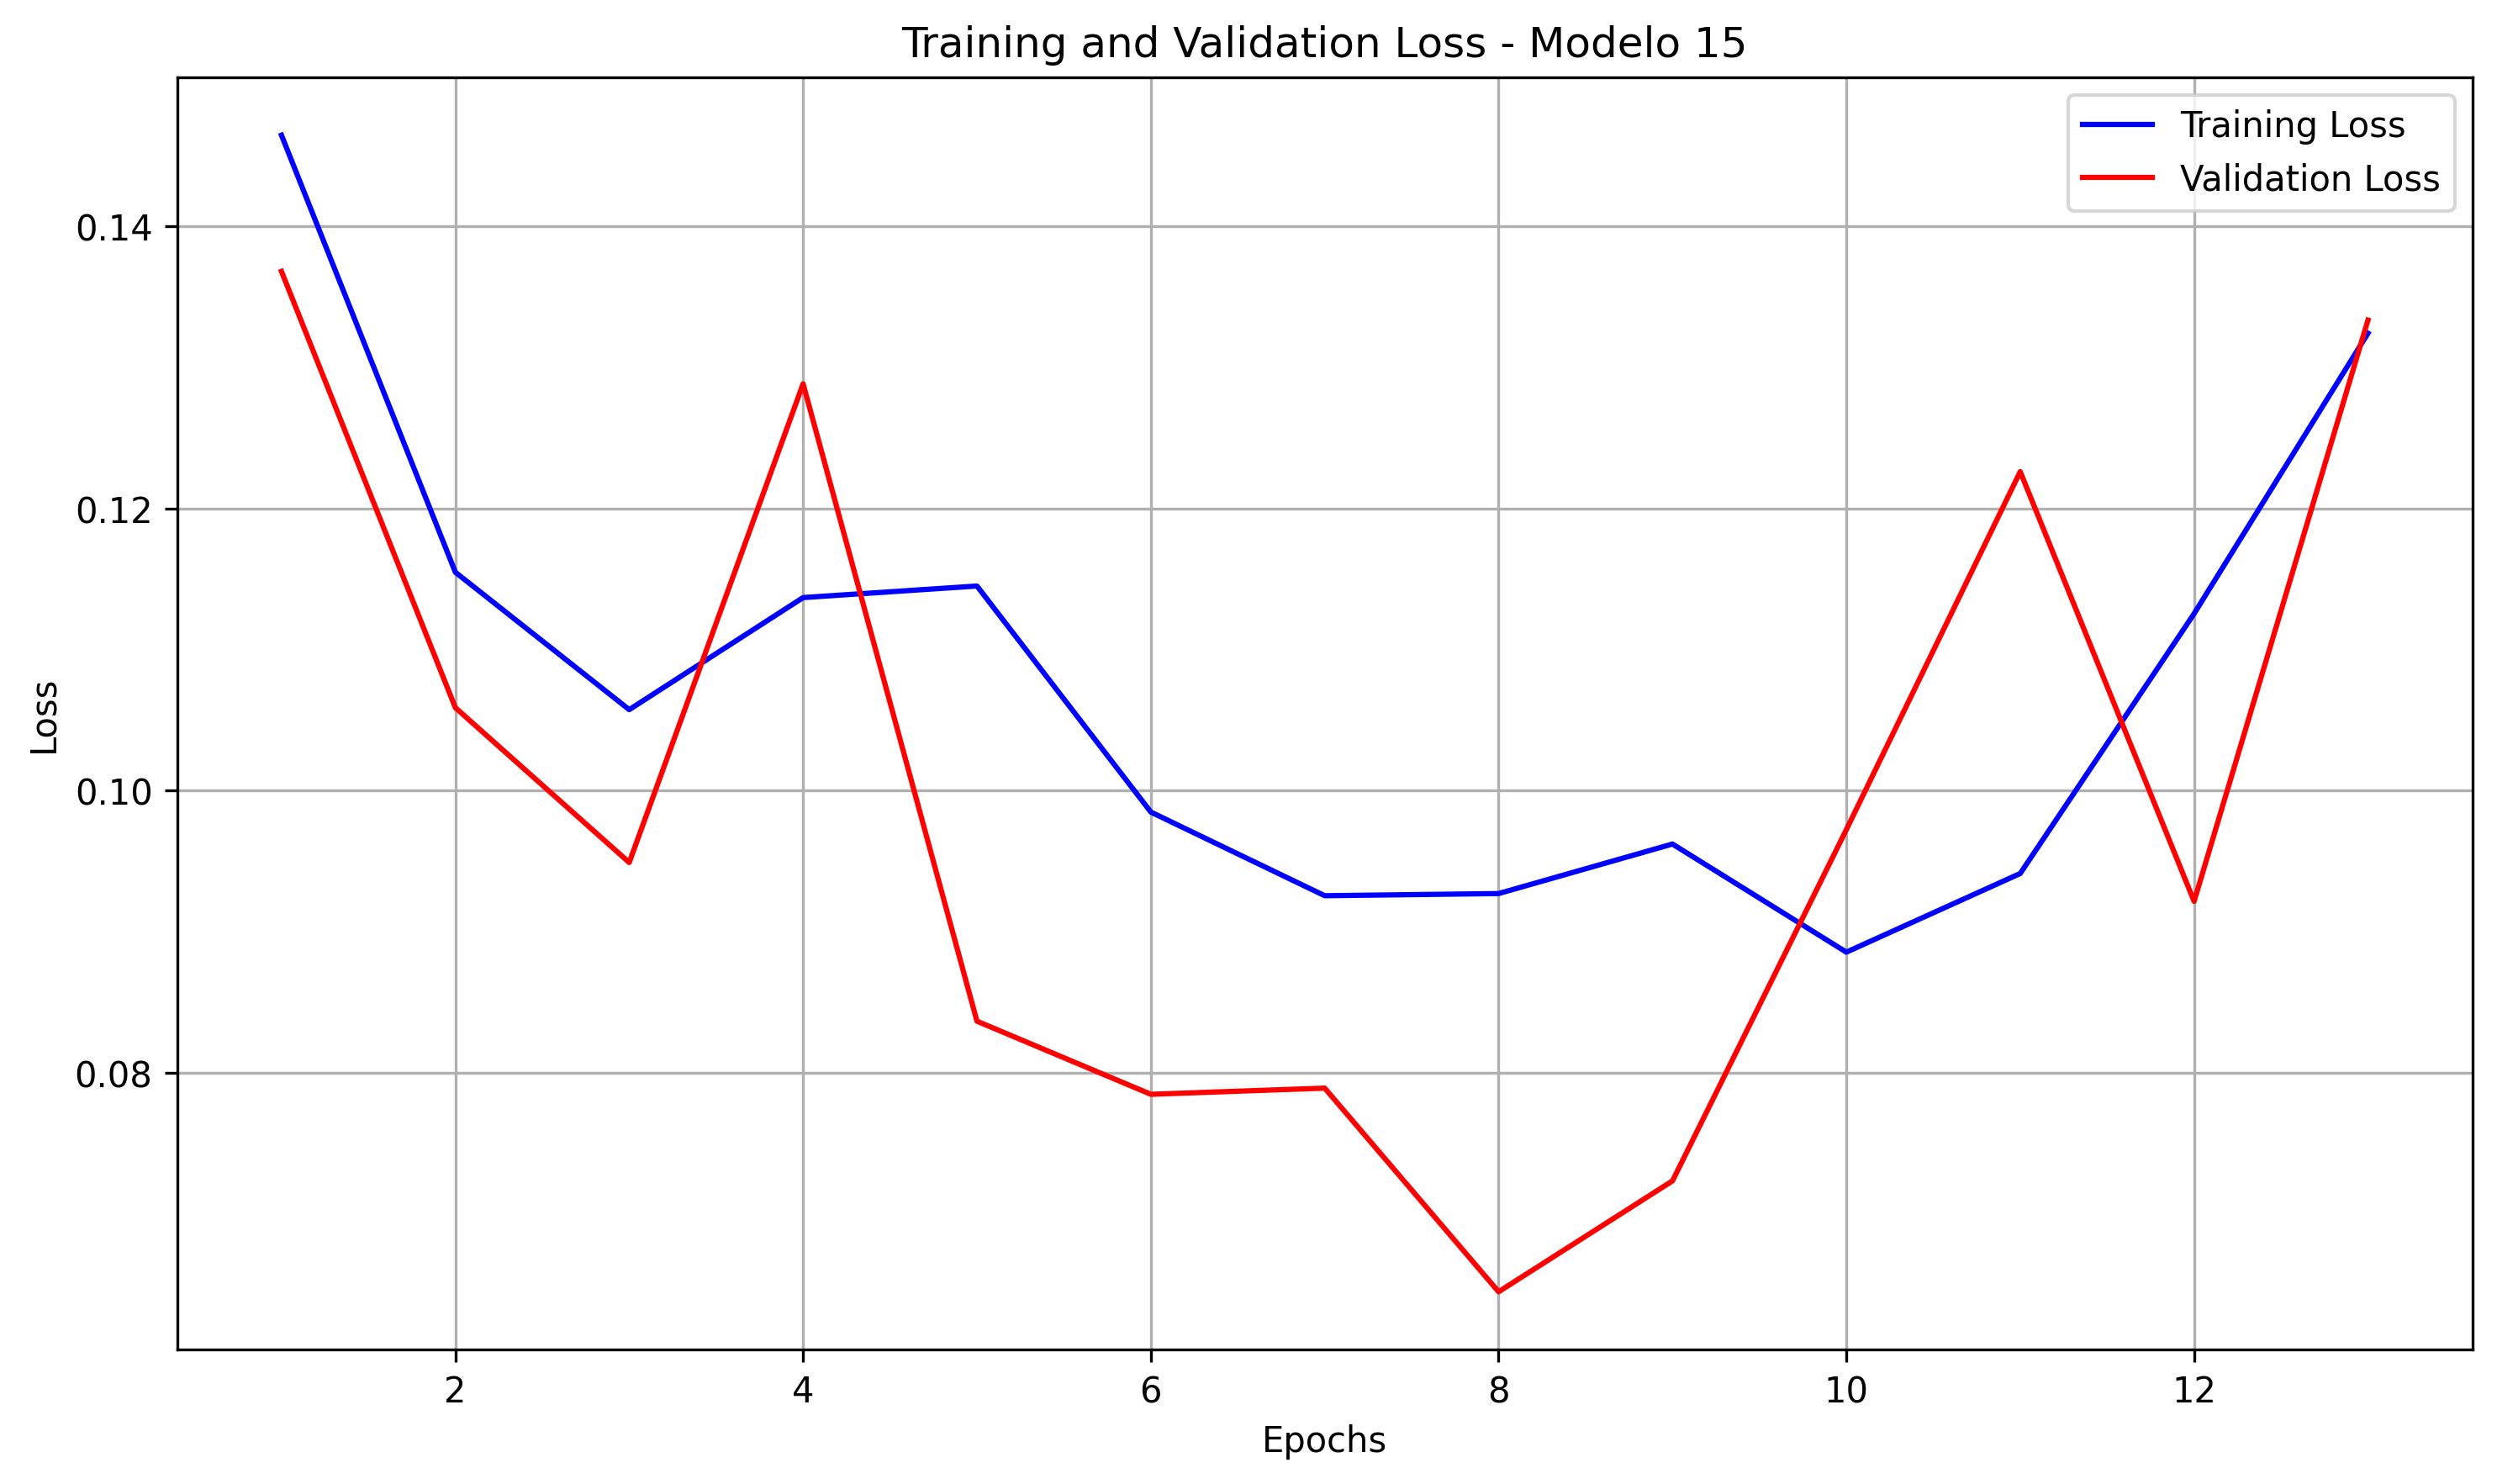 Training and Validation Loss - Modelo 15
Training Loss
Validation Loss
0.14
0.12
0.10
0.08
Loss
2 4 6 8 10 12
Epochs